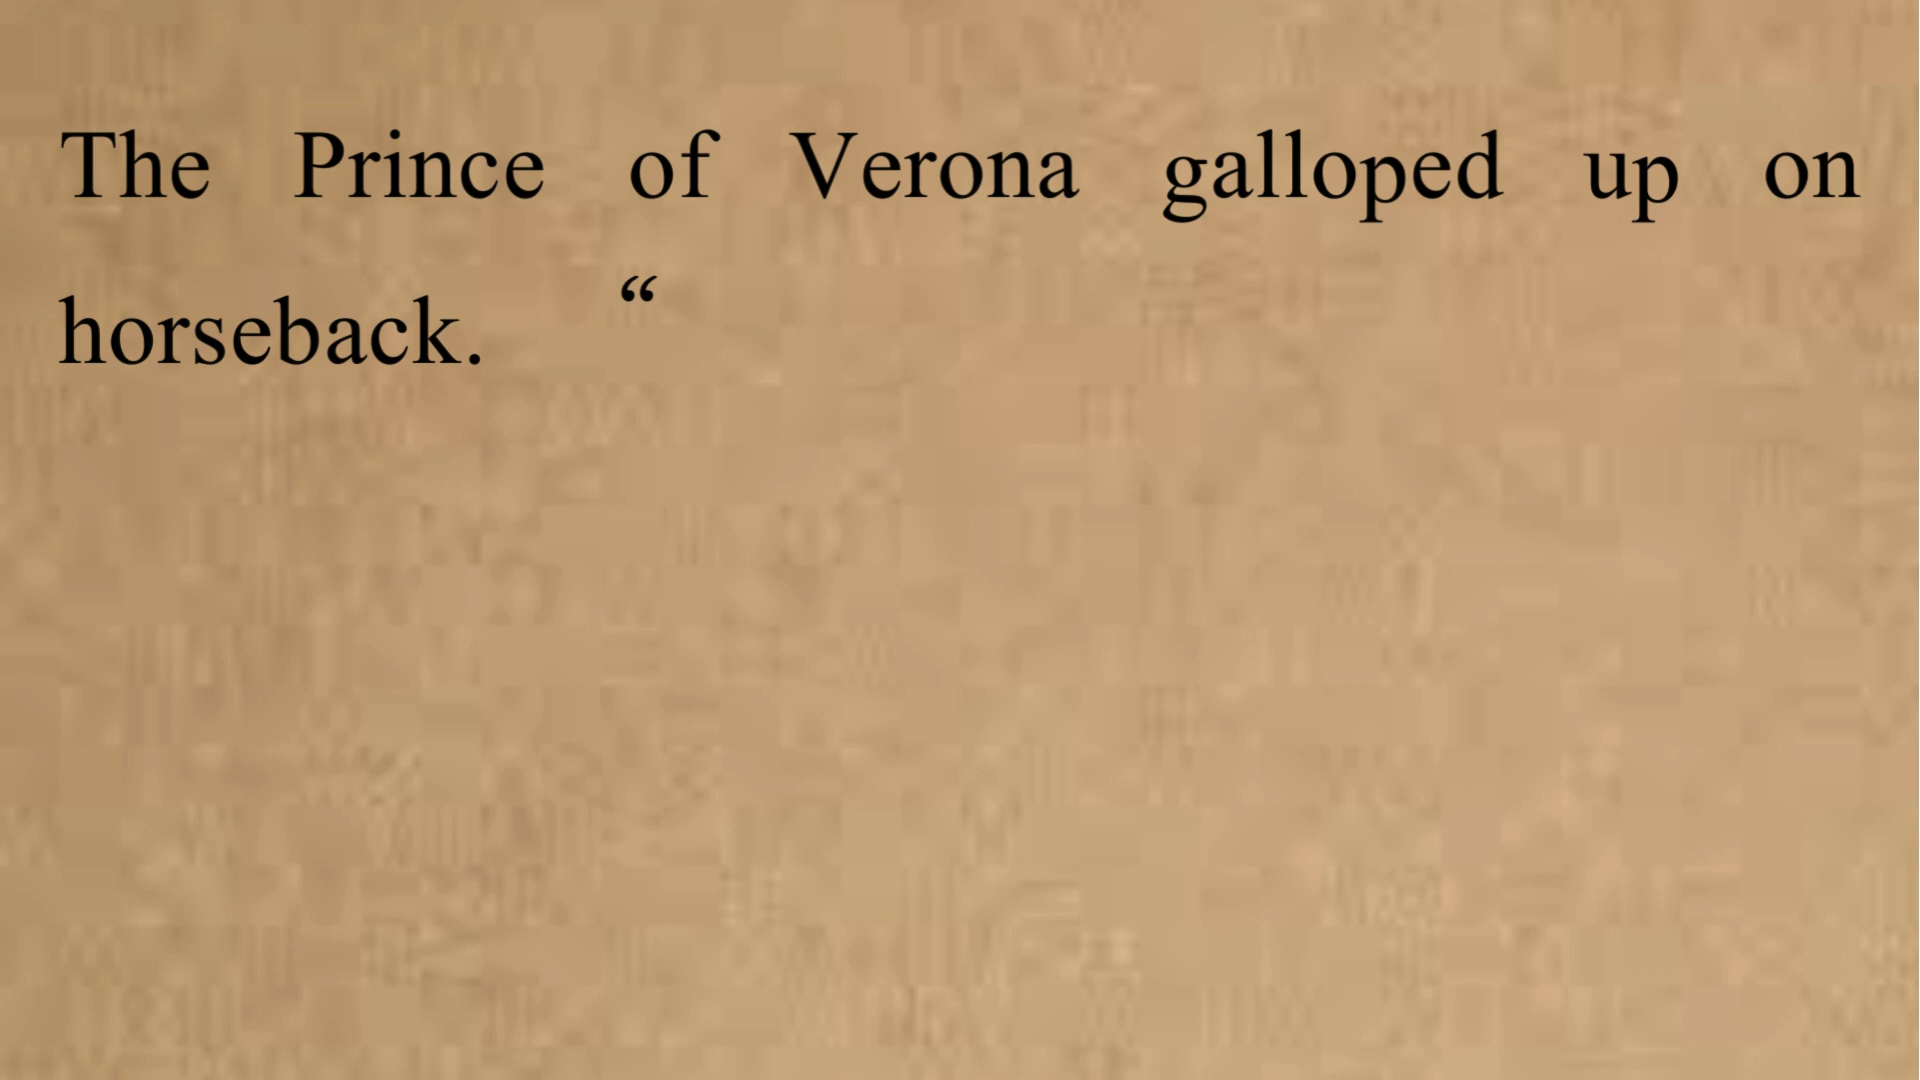 The Prince of Verona galloped up on
horseback. “